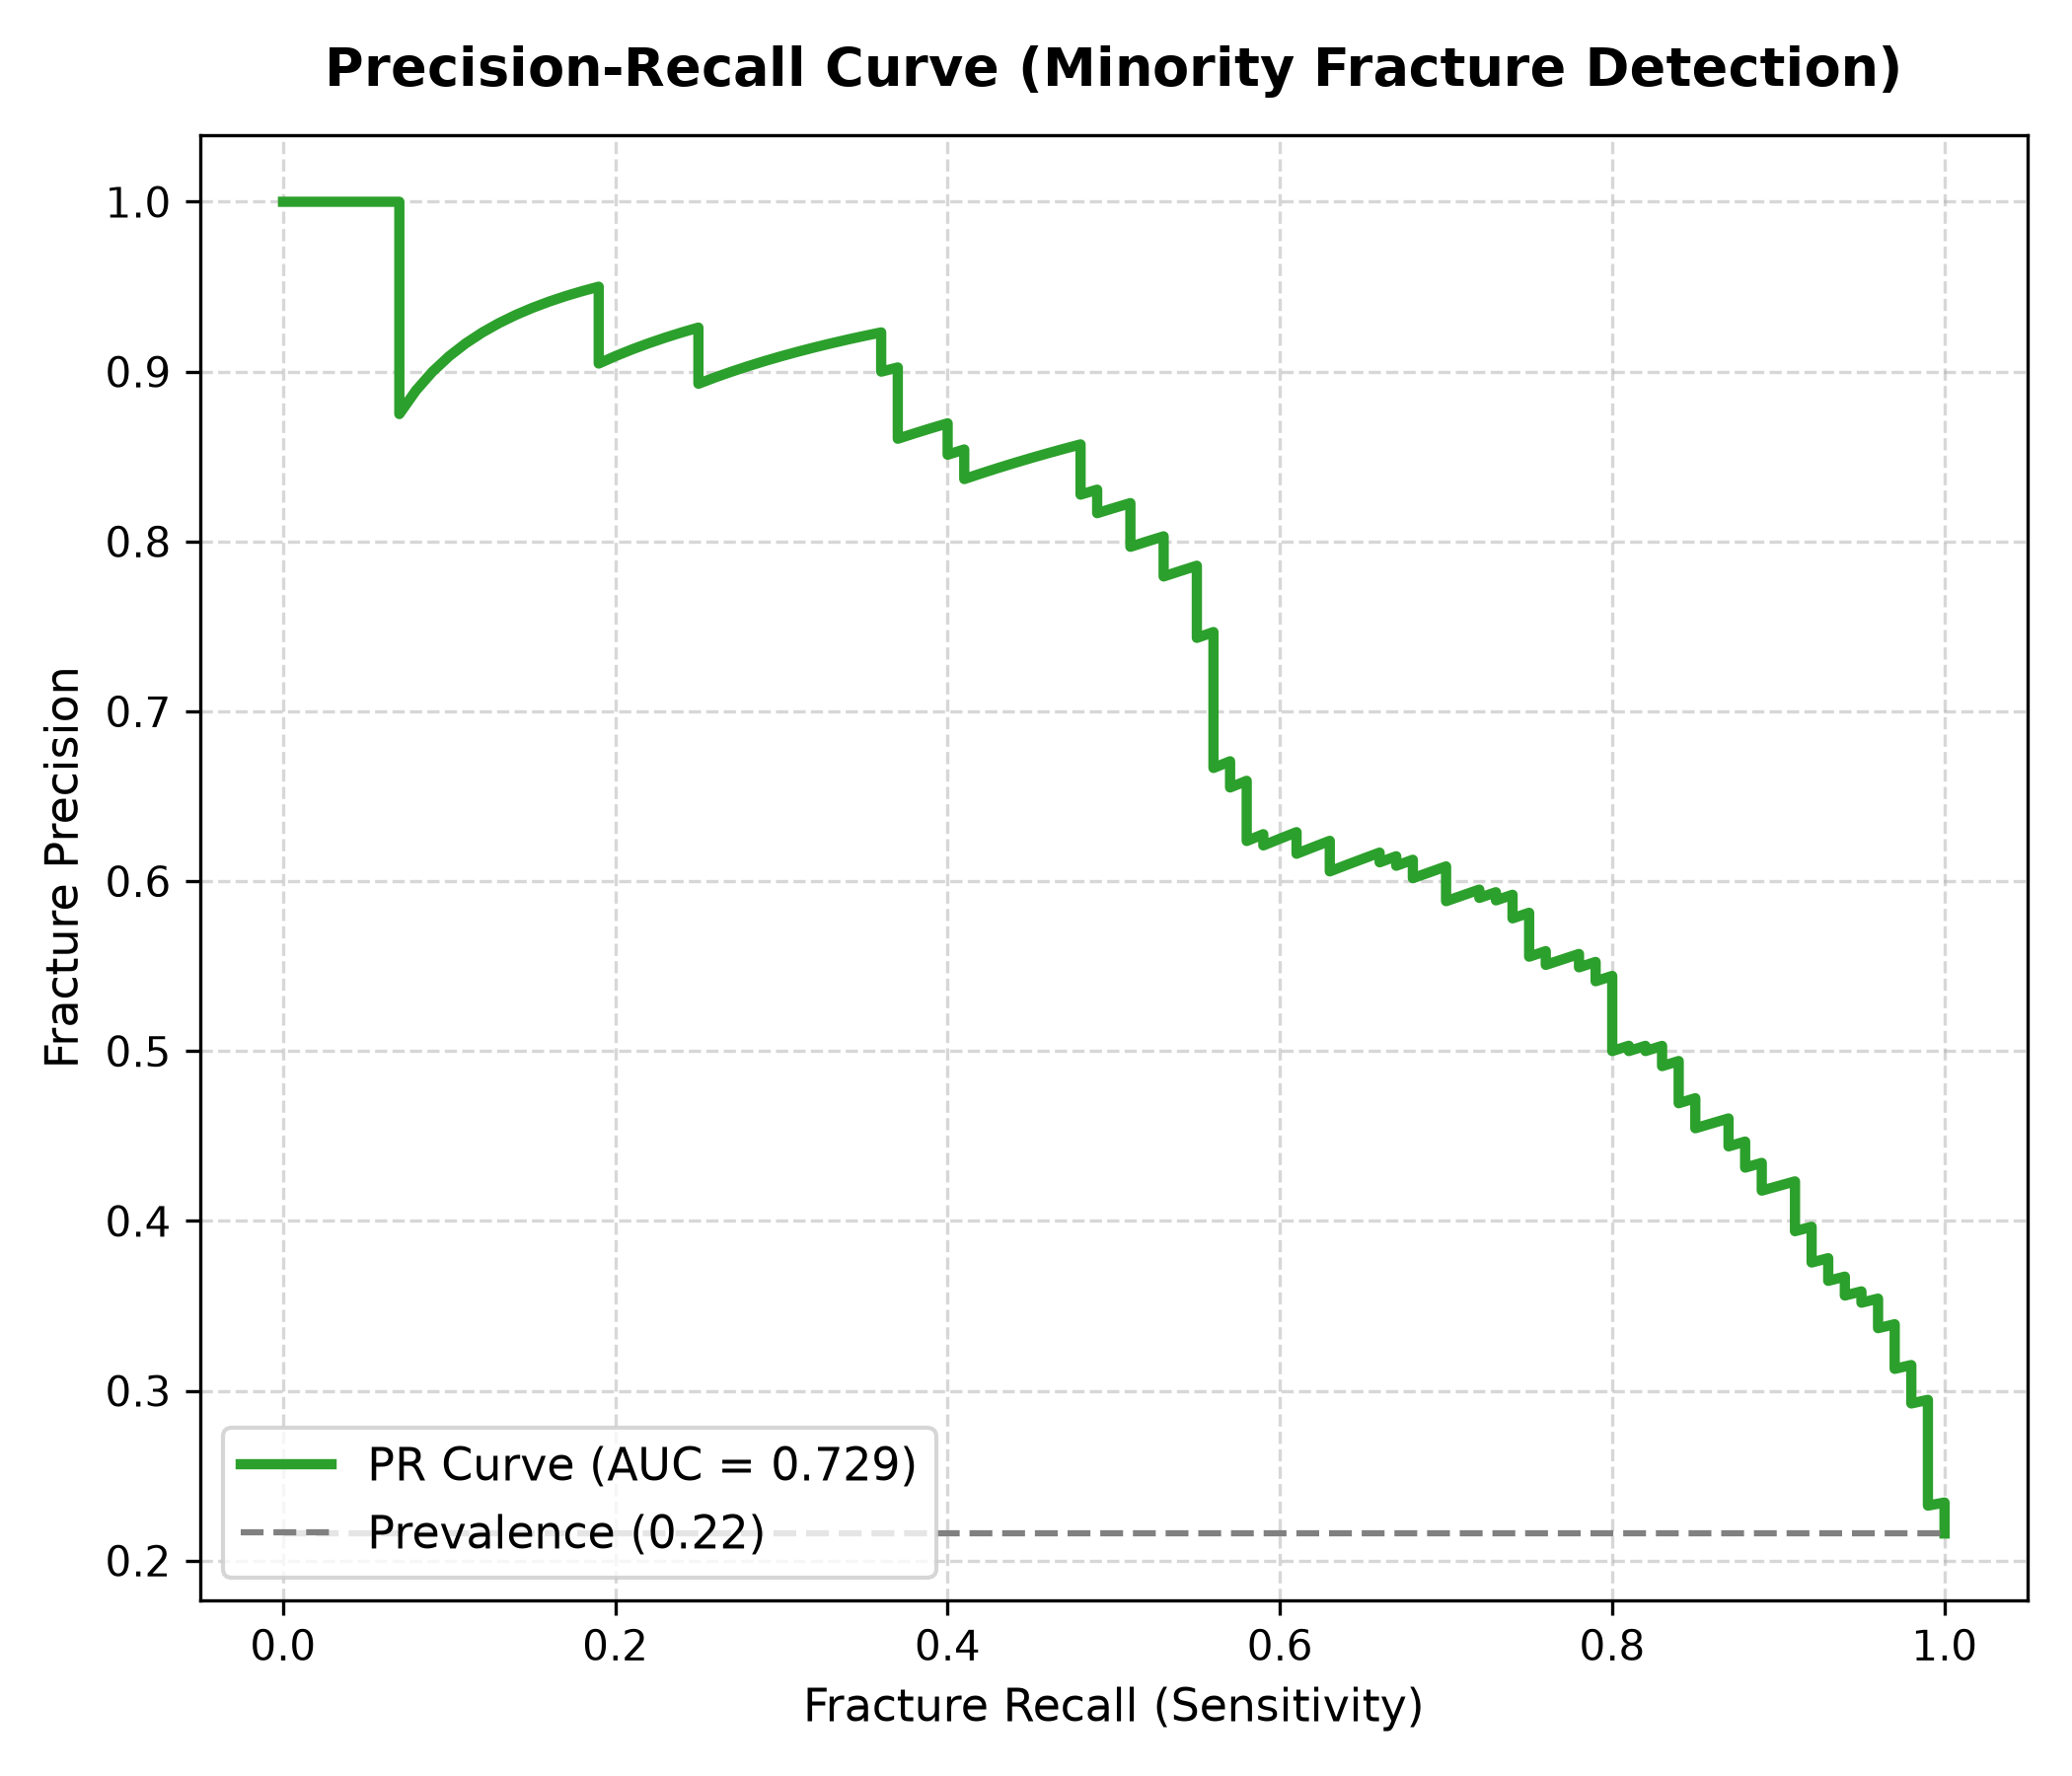 Precision-Recall Curve (Minority Fracture Detection)
Fracture Precision
1.0
0.9
0.8
0.7
0.6
0.5
0.4
0.3
0.2
PR Curve (AUC = 0.729)
Prevalence (0.22)
0.0 0.2 0.4 0.6 0.8 1.0
Fracture Recall (Sensitivity)